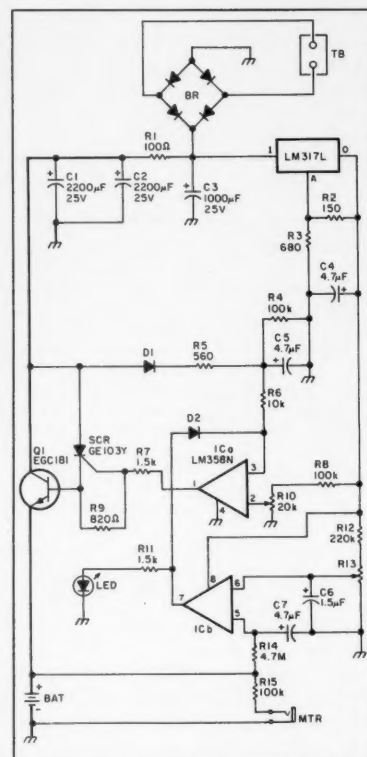 TB
BR
R1
100Ω
C1
2200µF
25V
C2
2200µF
25V
C3
1000µF
25V
1
LM317L
0
A
R2
150
R3
680
C4
4.7µF
R4
100k
C5
4.7µF
D1
R5
560
R6
10k
D2
Q1
EGC181
SCR
GE103Y
R7
1.5k
ICa
LM358N
1
3
2
4
R8
100k
R10
20k
R9
820Ω
R12
220k
R11
1.5k
R13
LED
7
8
6
5
ICb
C6
1.5µF
C7
4.7µF
R14
4.7M
R15
100k
+
BAT
-
MTR